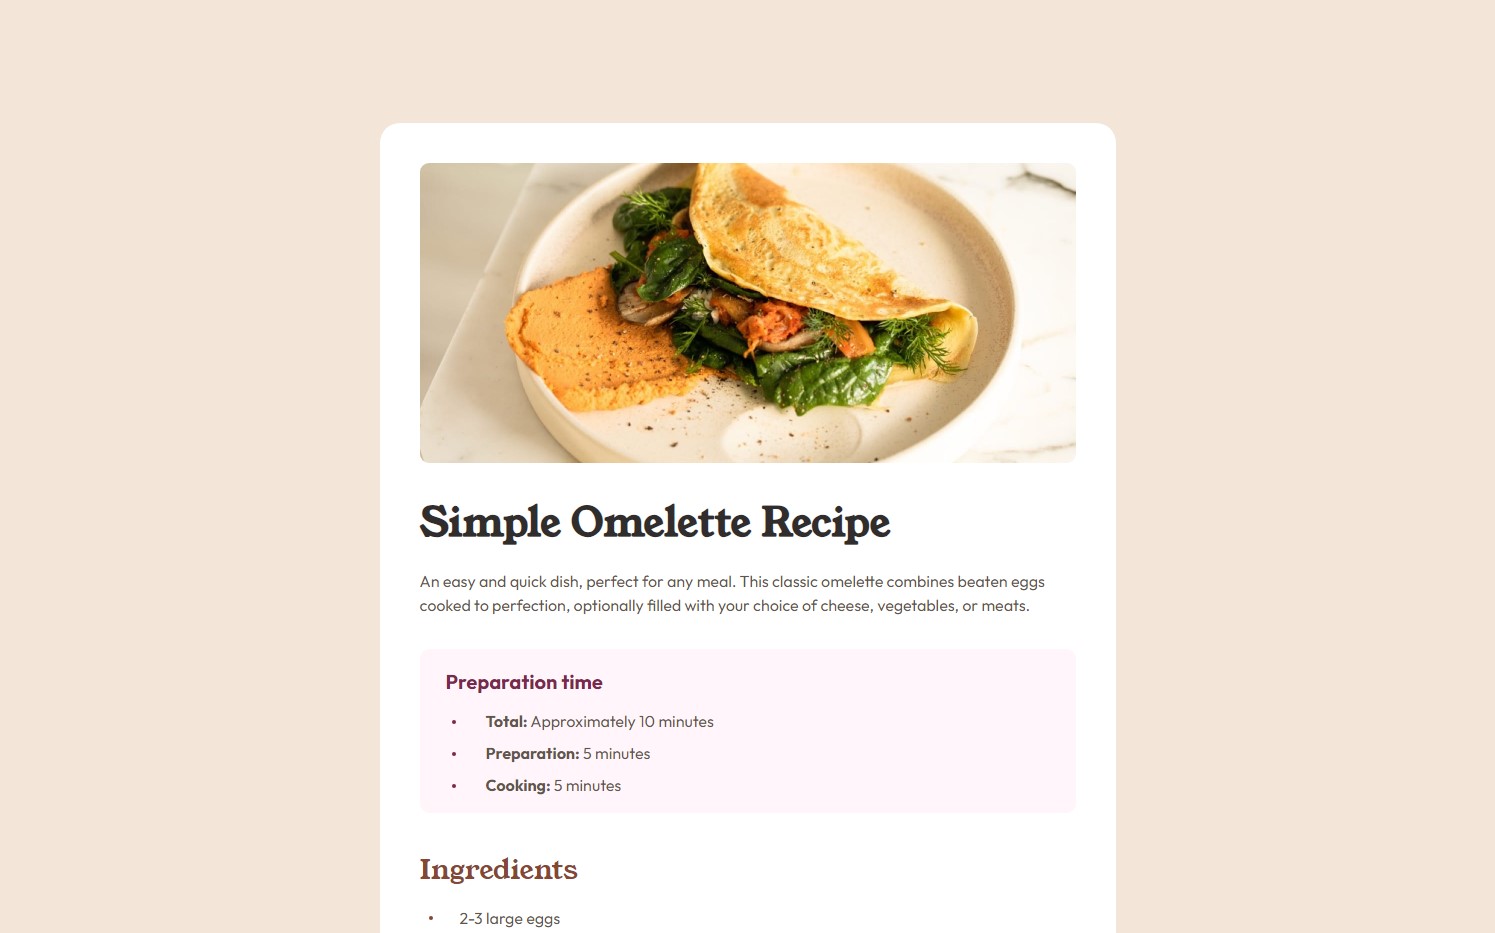 Simple Omelette Recipe
An easy and quick dish, perfect for any meal. This classic omelette combines beaten eggs
cooked to perfection, optionally filled with your choice of cheese, vegetables, or meats.
Preparation time
• Total: Approximately 10 minutes
• Preparation: 5 minutes
• Cooking: 5 minutes
Ingredients
• 2-3 large eggs